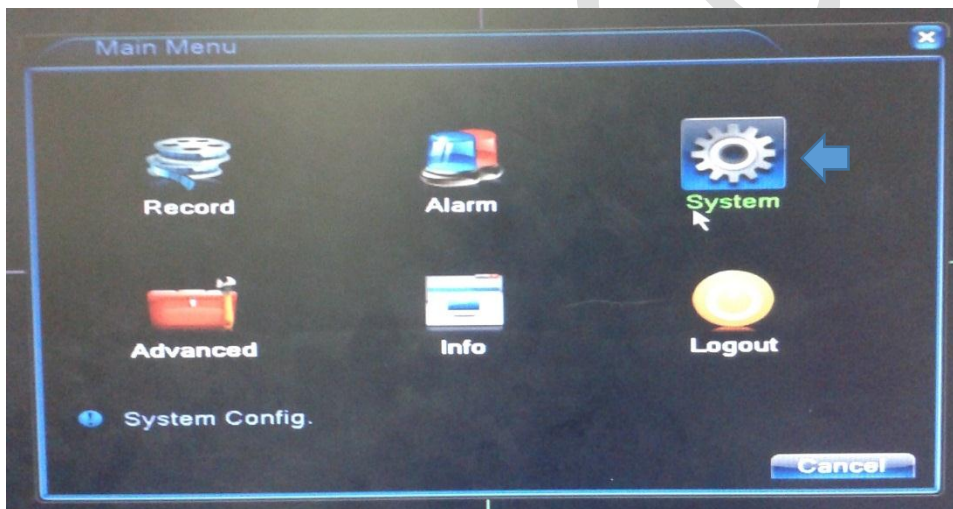 Main Menu
Record
Alarm
System
Advanced
Info
Logout
System Config.
Cancel